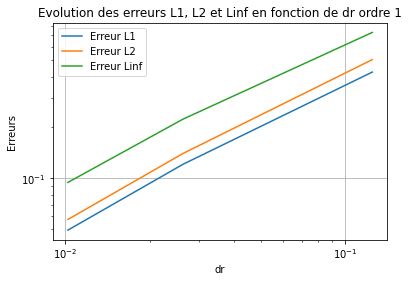 Evolution des erreurs L1, L2 et Linf en fonction de dr ordre 1
Erreur L1
Erreur L2
Erreur Linf
Erreurs
10⁻¹
10⁻²
10⁻¹
dr